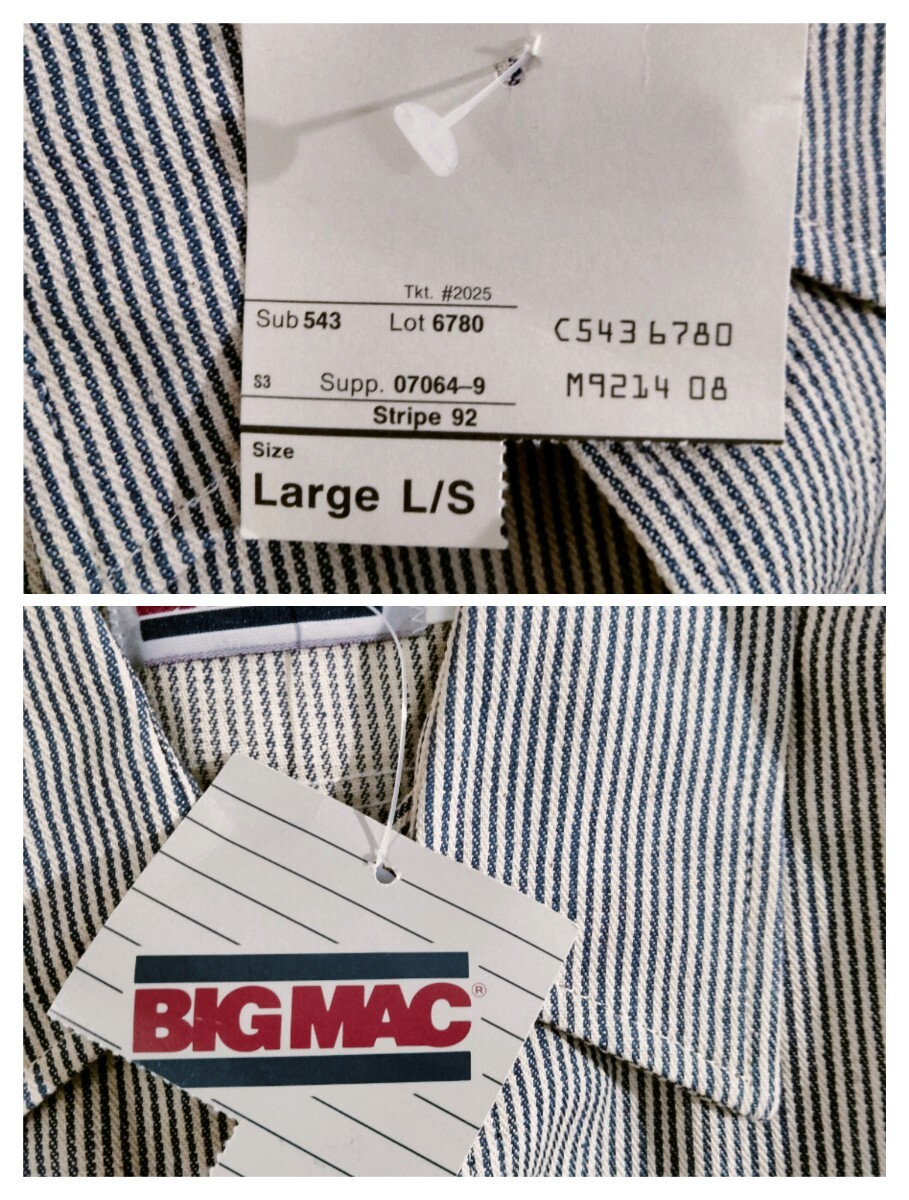 Tkt. #2025
Sub 543 Lot 6780
C543 6780
S3 Supp. 07064–9
M9214 08
Stripe 92
Size
Large L/S
BIG MAC®